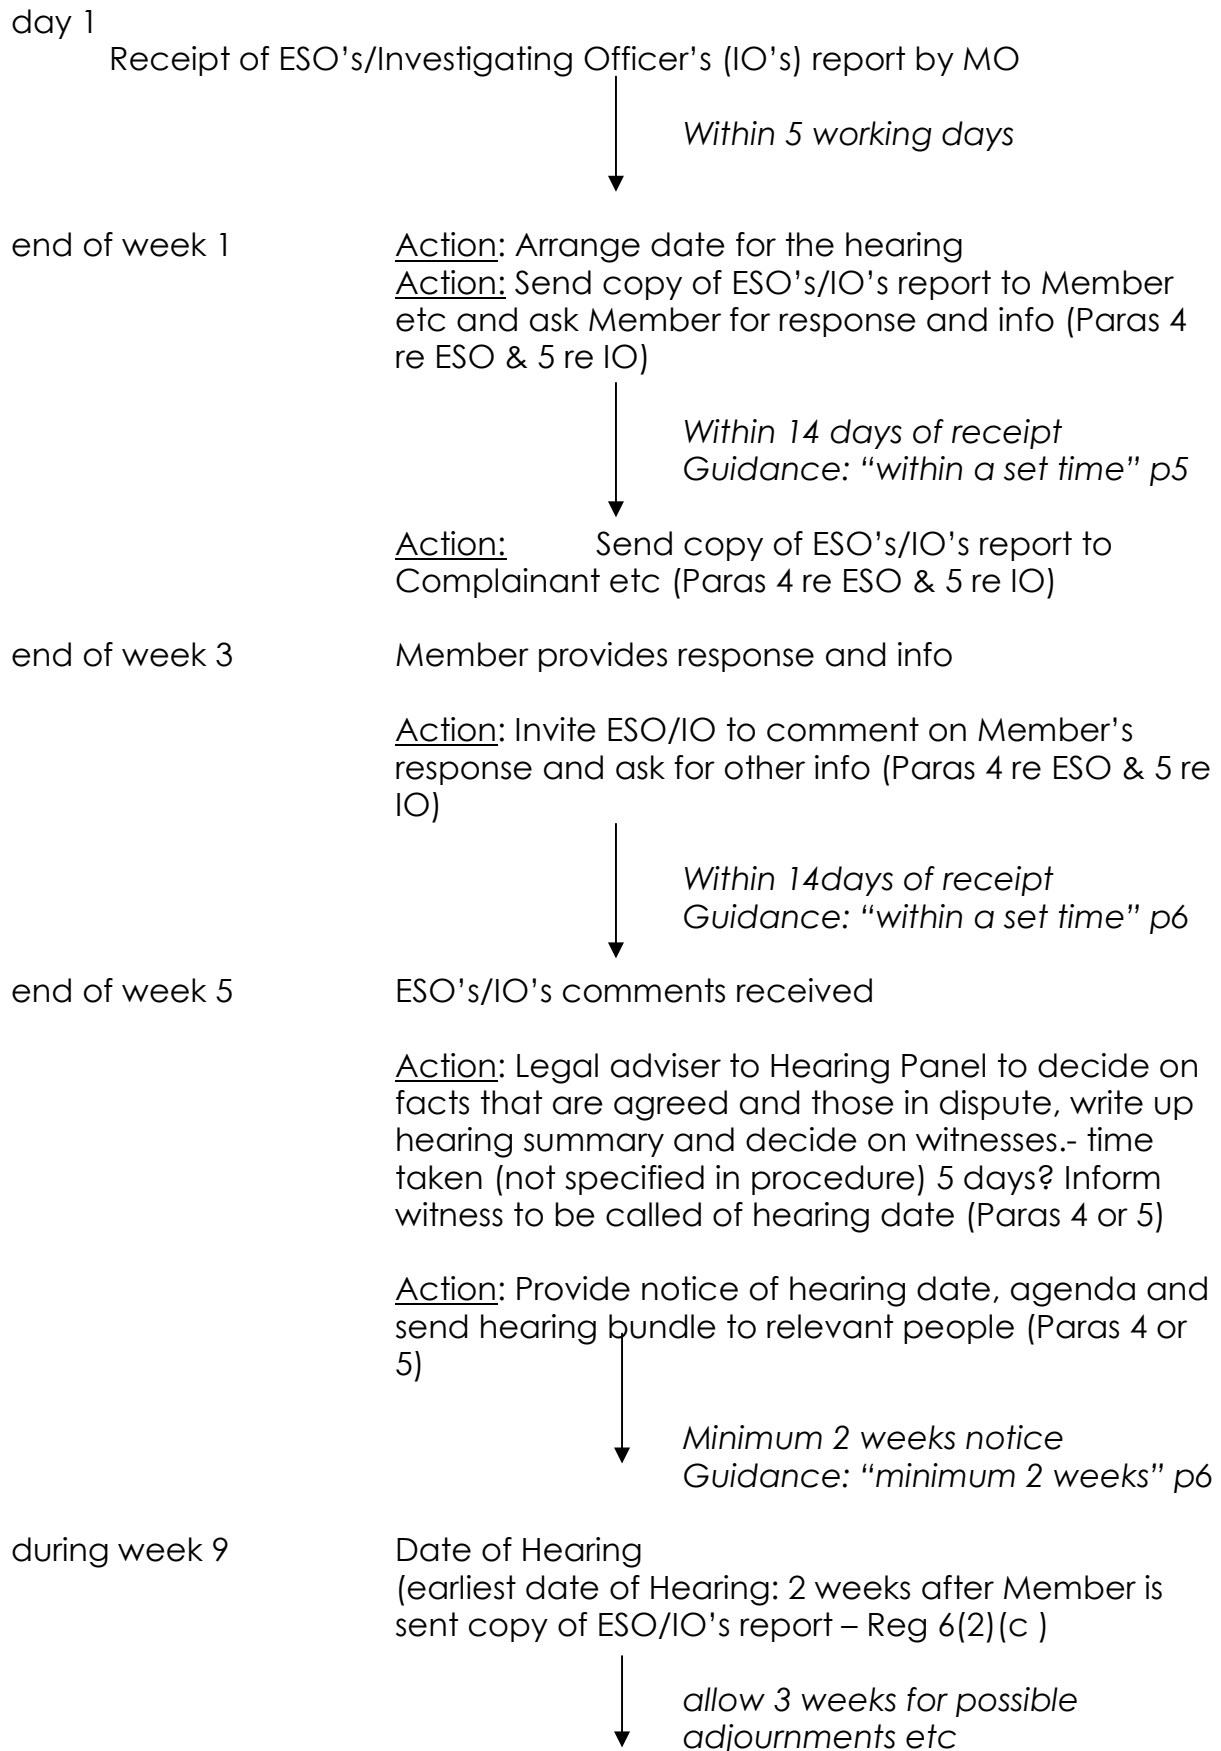 day 1
Receipt of ESO’s/Investigating Officer’s (IO’s) report by MO
Within 5 working days
end of week 1 Action: Arrange date for the hearing
Action: Send copy of ESO’s/IO’s report to Member
etc and ask Member for response and info (Paras 4
re ESO & 5 re IO)
Within 14 days of receipt
Guidance: “within a set time” p5
Action: Send copy of ESO’s/IO’s report to
Complainant etc (Paras 4 re ESO & 5 re IO)
end of week 3 Member provides response and info
Action: Invite ESO/IO to comment on Member’s
response and ask for other info (Paras 4 re ESO & 5 re
IO)
Within 14days of receipt
Guidance: “within a set time” p6
end of week 5 ESO’s/IO’s comments received
Action: Legal adviser to Hearing Panel to decide on
facts that are agreed and those in dispute, write up
hearing summary and decide on witnesses.- time
taken (not specified in procedure) 5 days? Inform
witness to be called of hearing date (Paras 4 or 5)
Action: Provide notice of hearing date, agenda and
send hearing bundle to relevant people (Paras 4 or
5)
Minimum 2 weeks notice
Guidance: “minimum 2 weeks” p6
during week 9 Date of Hearing
(earliest date of Hearing: 2 weeks after Member is
sent copy of ESO/IO’s report – Reg 6(2)(c )
allow 3 weeks for possible
adjournments etc